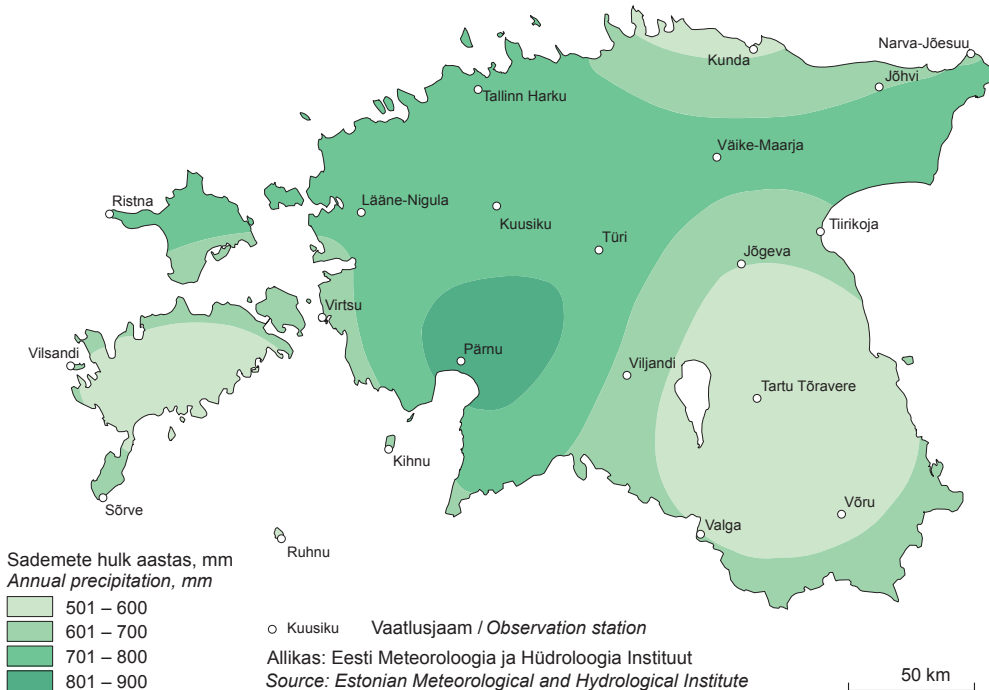 Narva-Jõesuu
Kunda
Jõhvi
Tallinn Harku
Väike-Maarja
Ristna
Lääne-Nigula
Kuusiku
Tiirikoja
Türi
Jõgeva
Virtsu
Vilsandi
Pärnu
Viljandi
Tartu Tõravere
Kihnu
Sõrve
Võru
Valga
Ruhnu
Sademete hulk aastas, mm
Annual precipitation, mm
501 – 600
601 – 700
701 – 800
801 – 900
Kuusiku Vaatlusjaam / Observation station
Allikas: Eesti Meteoroloogia ja Hüdroloogia Instituut
Source: Estonian Meteorological and Hydrological Institute
50 km